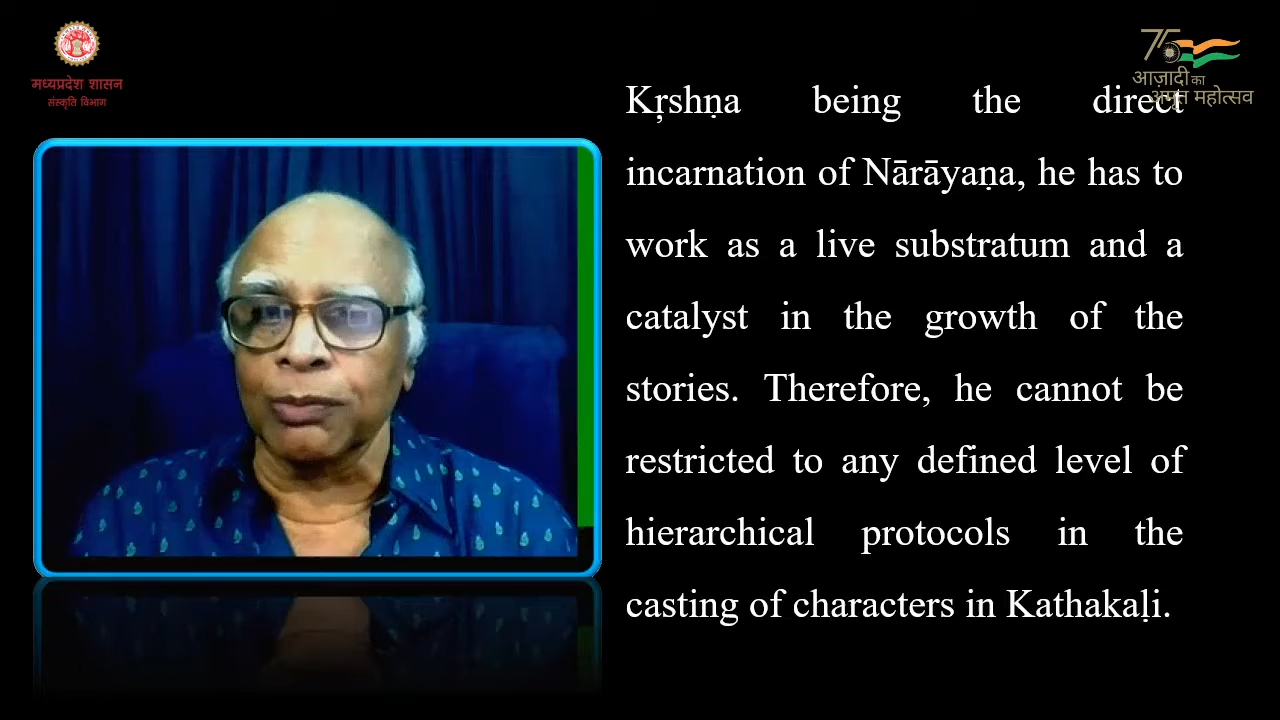 मध्यप्रदेश शासन
संस्कृति विभाग
75
आज़ादी का
अमृत महोत्सव
Kŗshṇa being the direct
incarnation of Nārāyaṇa, he has to
work as a live substratum and a
catalyst in the growth of the
stories. Therefore, he cannot be
restricted to any defined level of
hierarchical protocols in the
casting of characters in Kathakaḷi.